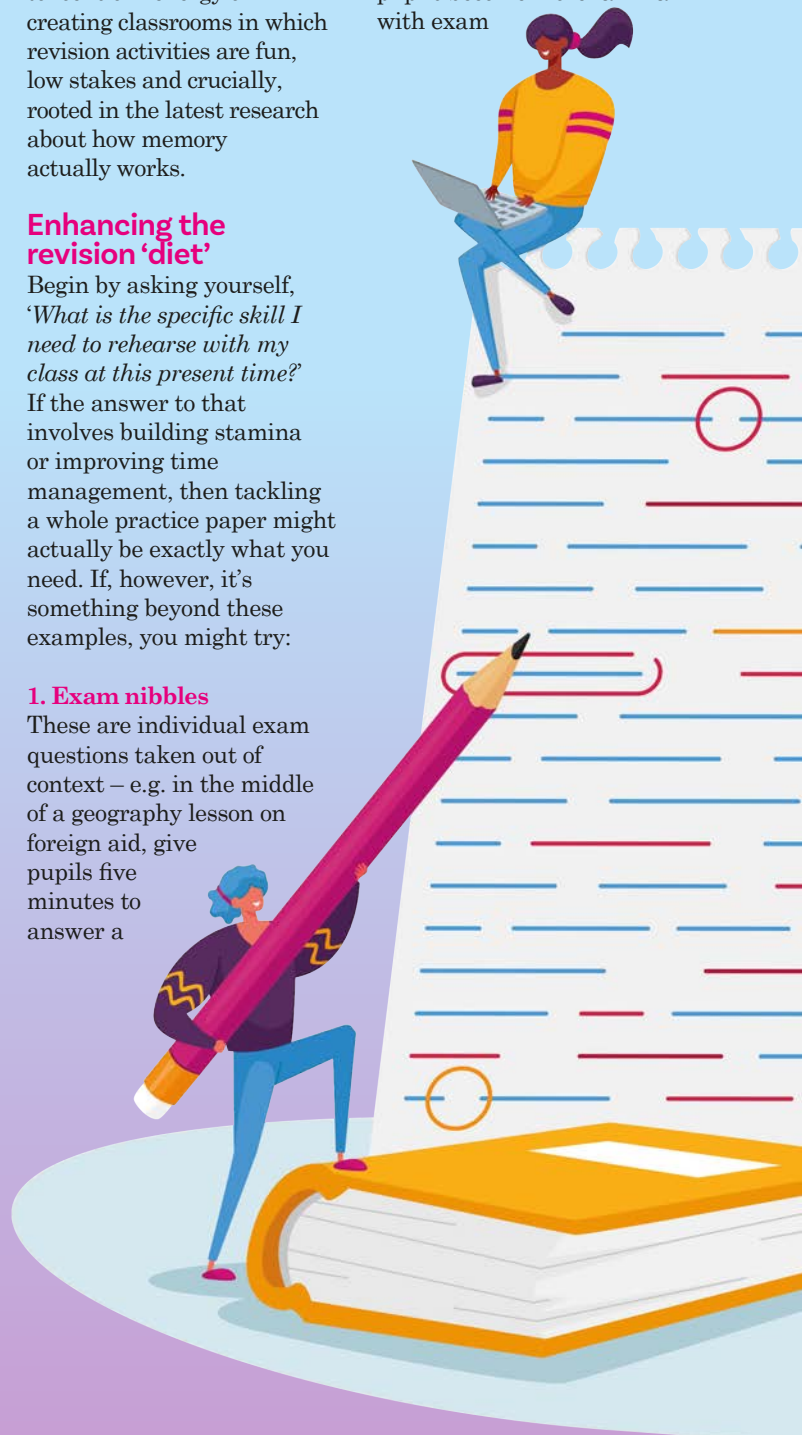 creating classrooms in which
revision activities are fun,
low stakes and crucially,
rooted in the latest research
about how memory
actually works.
Enhancing the
revision ‘diet’
Begin by asking yourself,
‘What is the specific skill I
need to rehearse with my
class at this present time?’
If the answer to that
involves building stamina
or improving time
management, then tackling
a whole practice paper might
actually be exactly what you
need. If, however, it’s
something beyond these
examples, you might try:
1. Exam nibbles
These are individual exam
questions taken out of
context – e.g. in the middle
of a geography lesson on
foreign aid, give
pupils five
minutes to
answer a
with exam